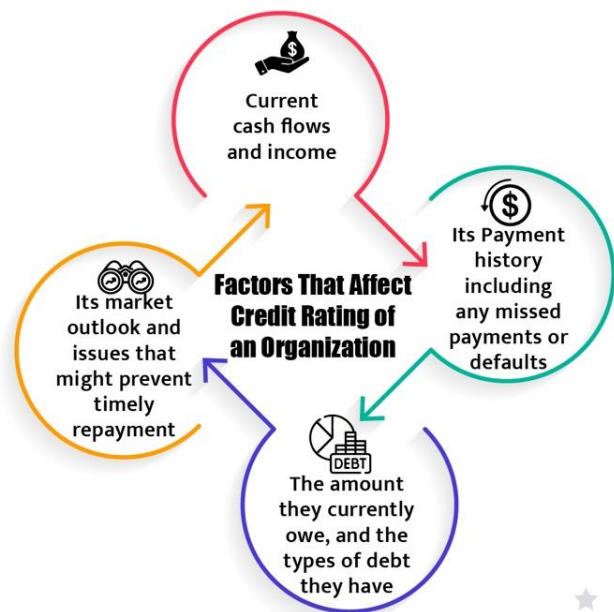 $
Current
cash flows
and income
$
Its Payment
history
including
any missed
payments or
defaults
Factors That Affect
Credit Rating of
an Organization
Its market
outlook and
issues that
might prevent
timely
repayment
DEBT
The amount
they currently
owe, and the
types of debt
they have